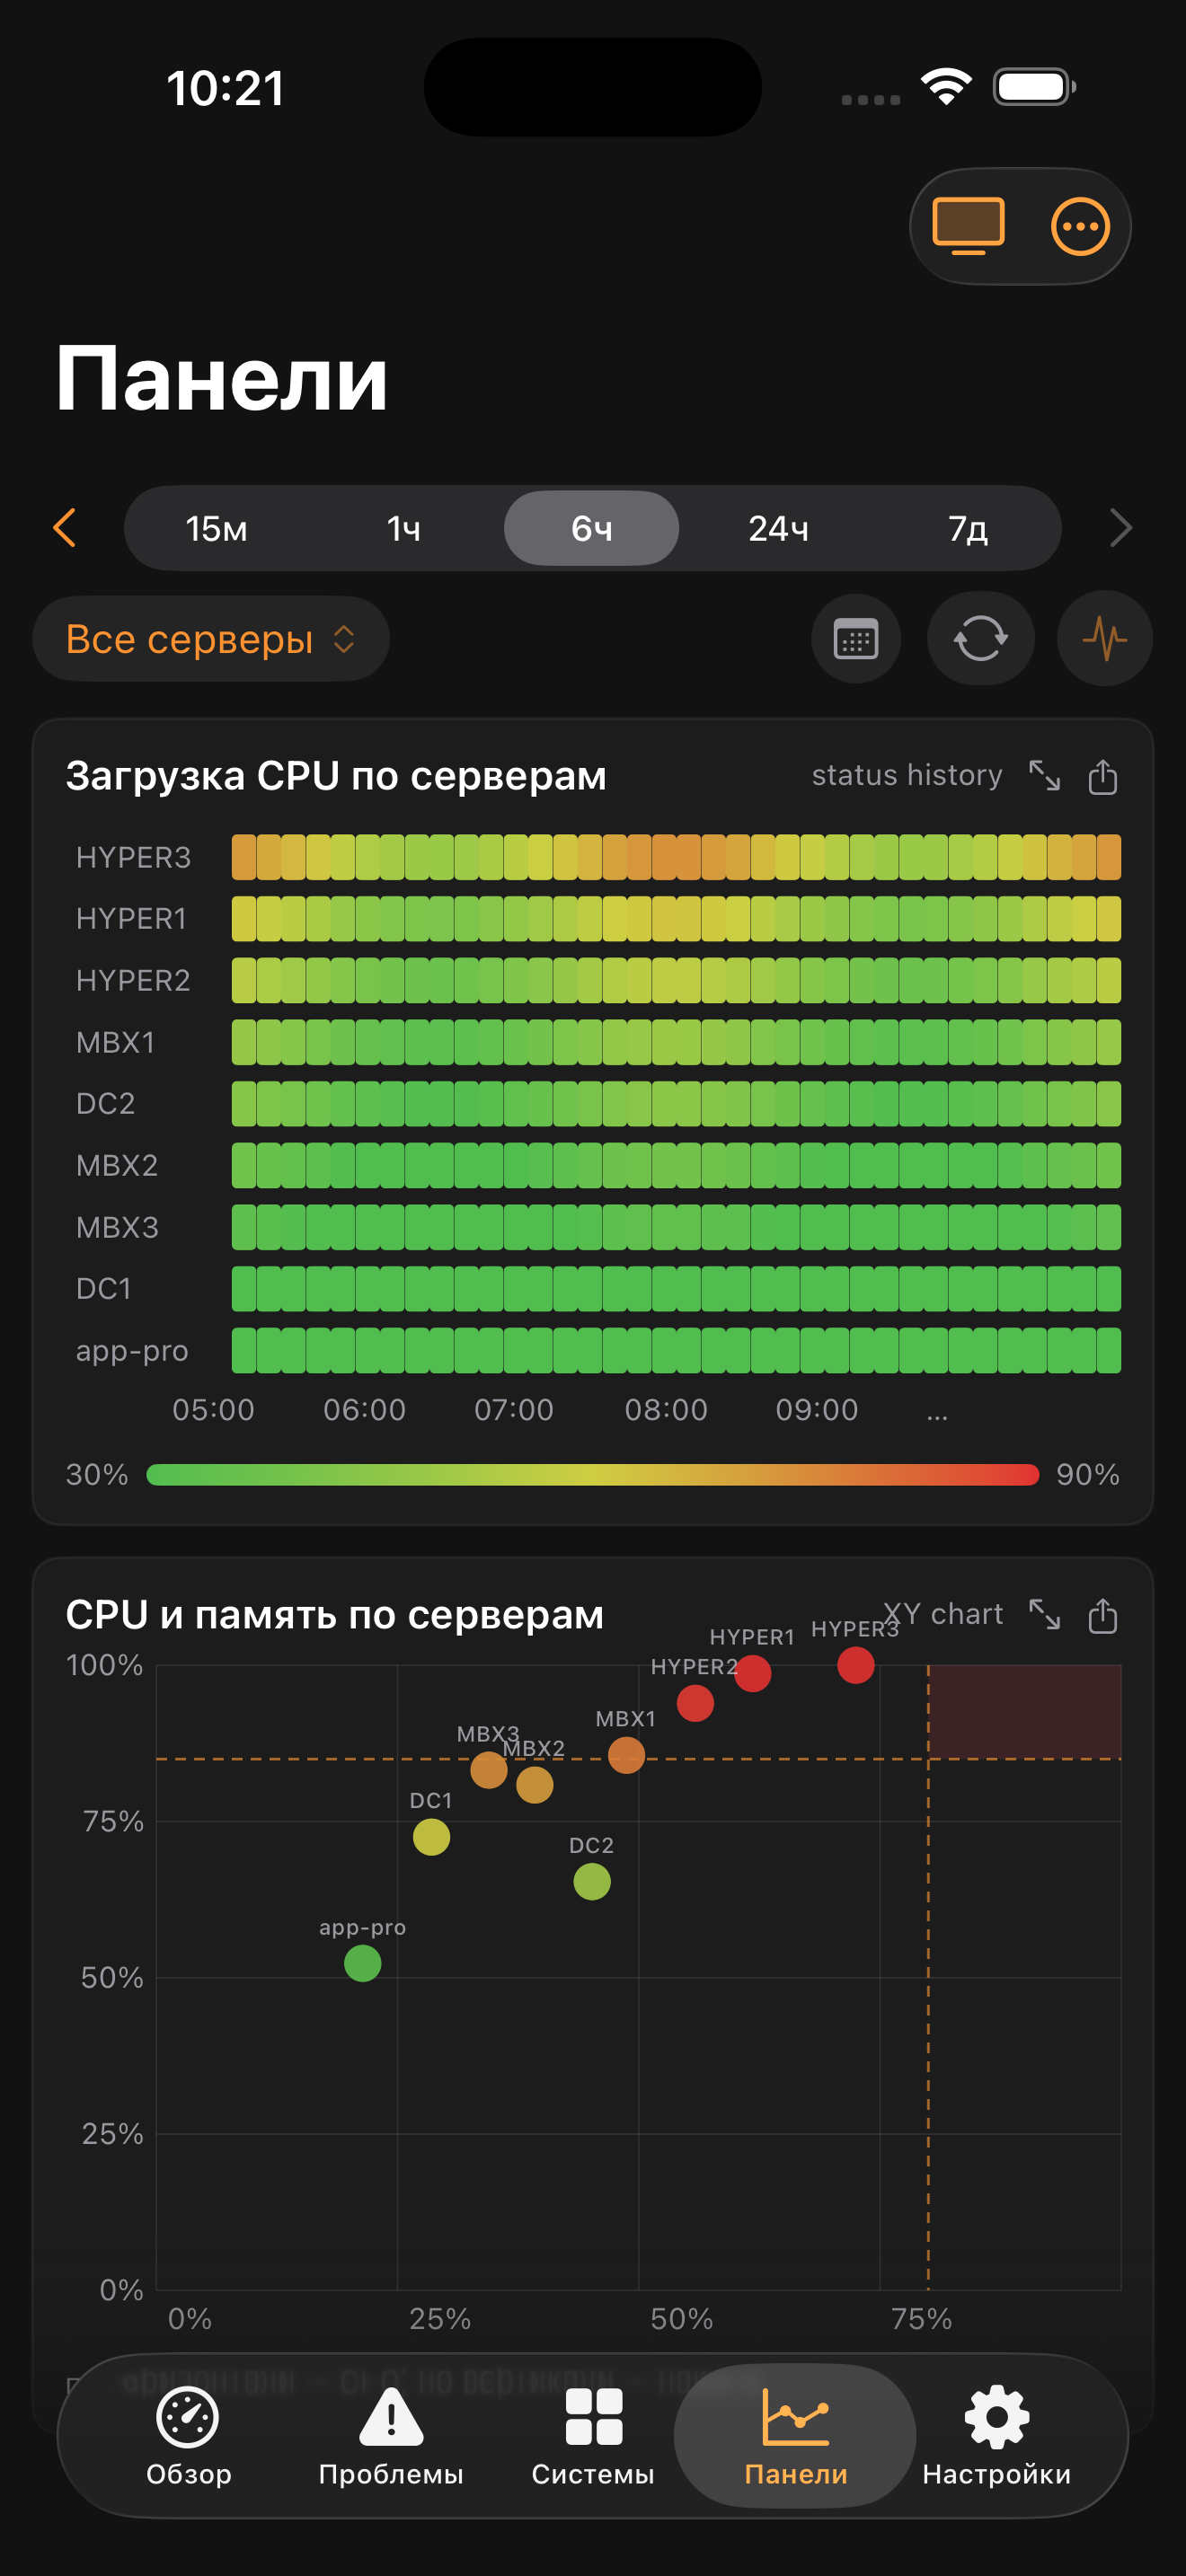 10:21
Панели
15м 1ч 6ч 24ч 7д
Все серверы
Загрузка CPU по серверам status history
HYPER3
HYPER1
HYPER2
MBX1
DC2
MBX2
MBX3
DC1
app-pro
05:00 06:00 07:00 08:00 09:00 ...
30% 90%
CPU и память по серверам XY chart
HYPER1 HYPER3
100%
HYPER2
MBX1
MBX3
MBX2
DC1
75%
DC2
app-pro
50%
25%
0%
0% 25% 50% 75%
Обзор Проблемы Системы Панели Настройки